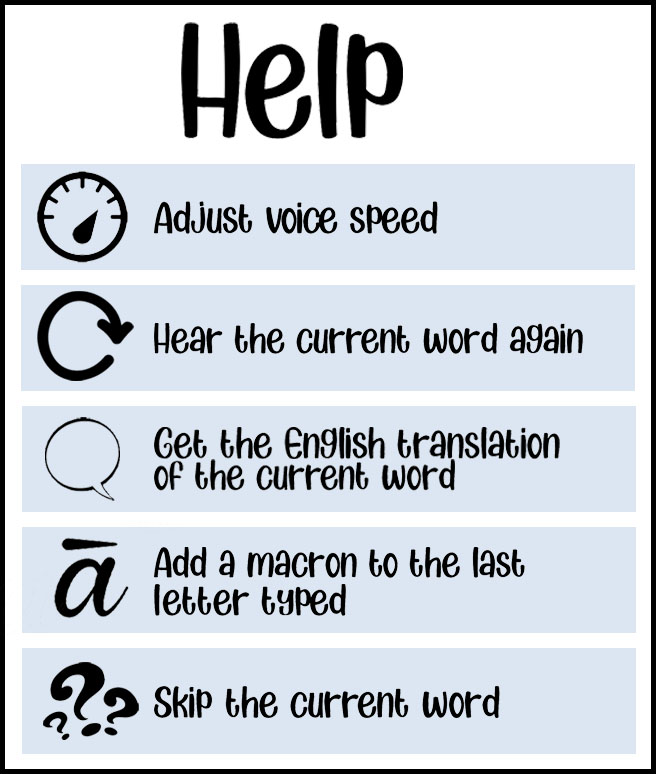 Help
Adjust voice speed
Hear the current word again
Get the English translation
of the current word
ā
Add a macron to the last
letter typed
???
Skip the current word